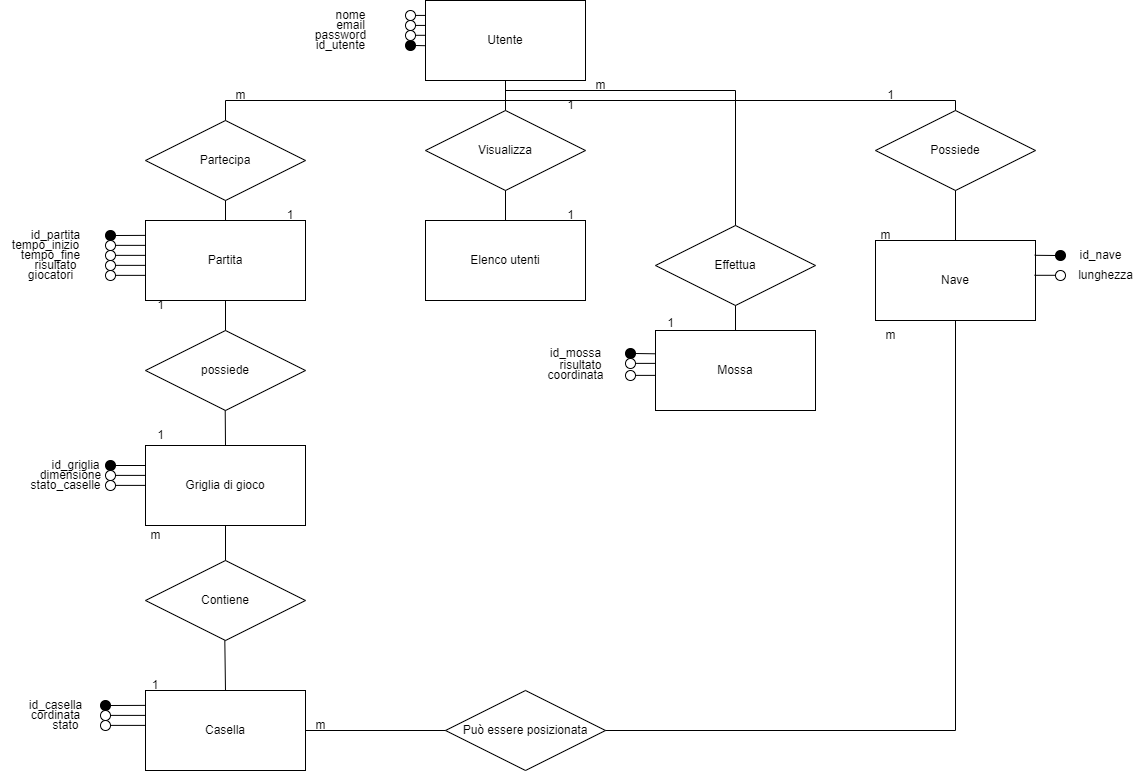 nome
email
password
id_utente
Utente
m
m
1
1
Partecipa
Visualizza
Possiede
1
1
id_partita
tempo_inizio
tempo_fine
risultato
giocatori
Partita
Elenco utenti
Effettua
m
Nave
id_nave
lunghezza
1
1
m
possiede
id_mossa
risultato
coordinata
Mossa
1
id_griglia
dimensione
stato_caselle
Griglia di gioco
m
Contiene
1
id_casella
cordinata
stato
Casella
m
Può essere posizionata